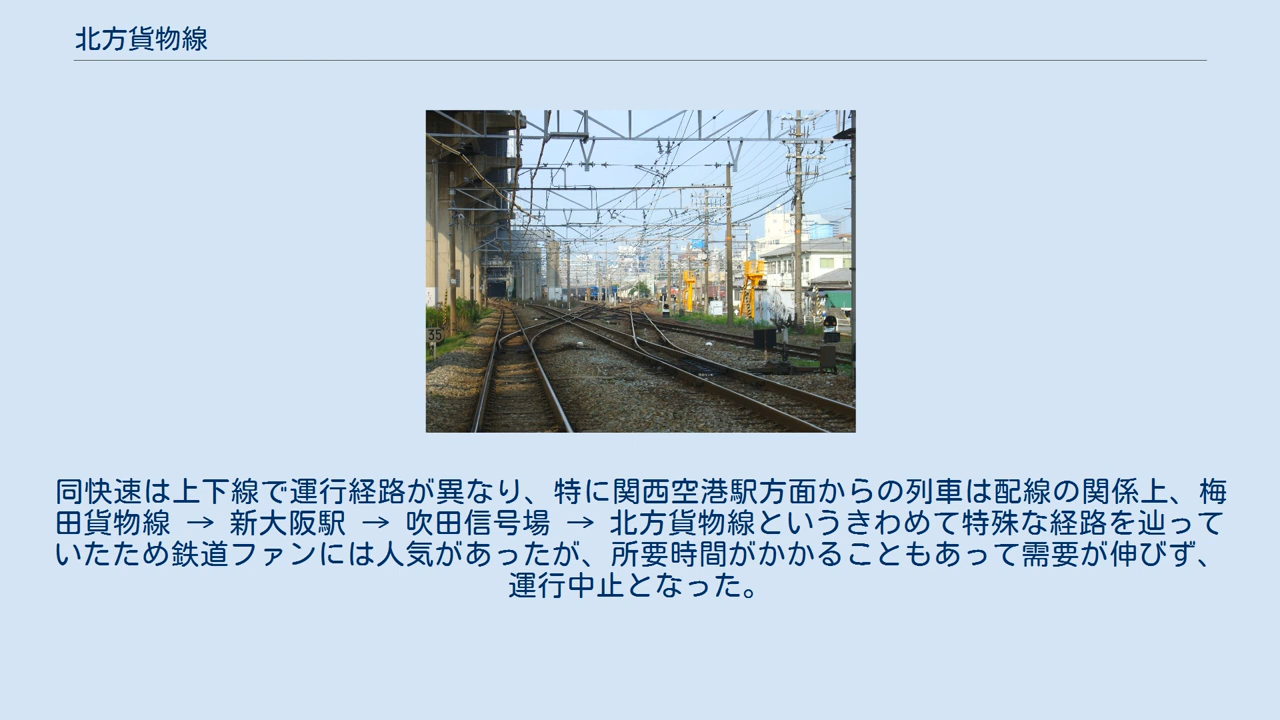 北方貨物線
35
同快速は上下線で運行経路が異なり、特に関西空港駅方面からの列車は配線の関係上、梅
田貨物線 → 新大阪駅 → 吹田信号場 → 北方貨物線というきわめて特殊な経路を辿って
いたため鉄道ファンには人気があったが、所要時間がかかることもあって需要が伸びず、
運行中止となった。